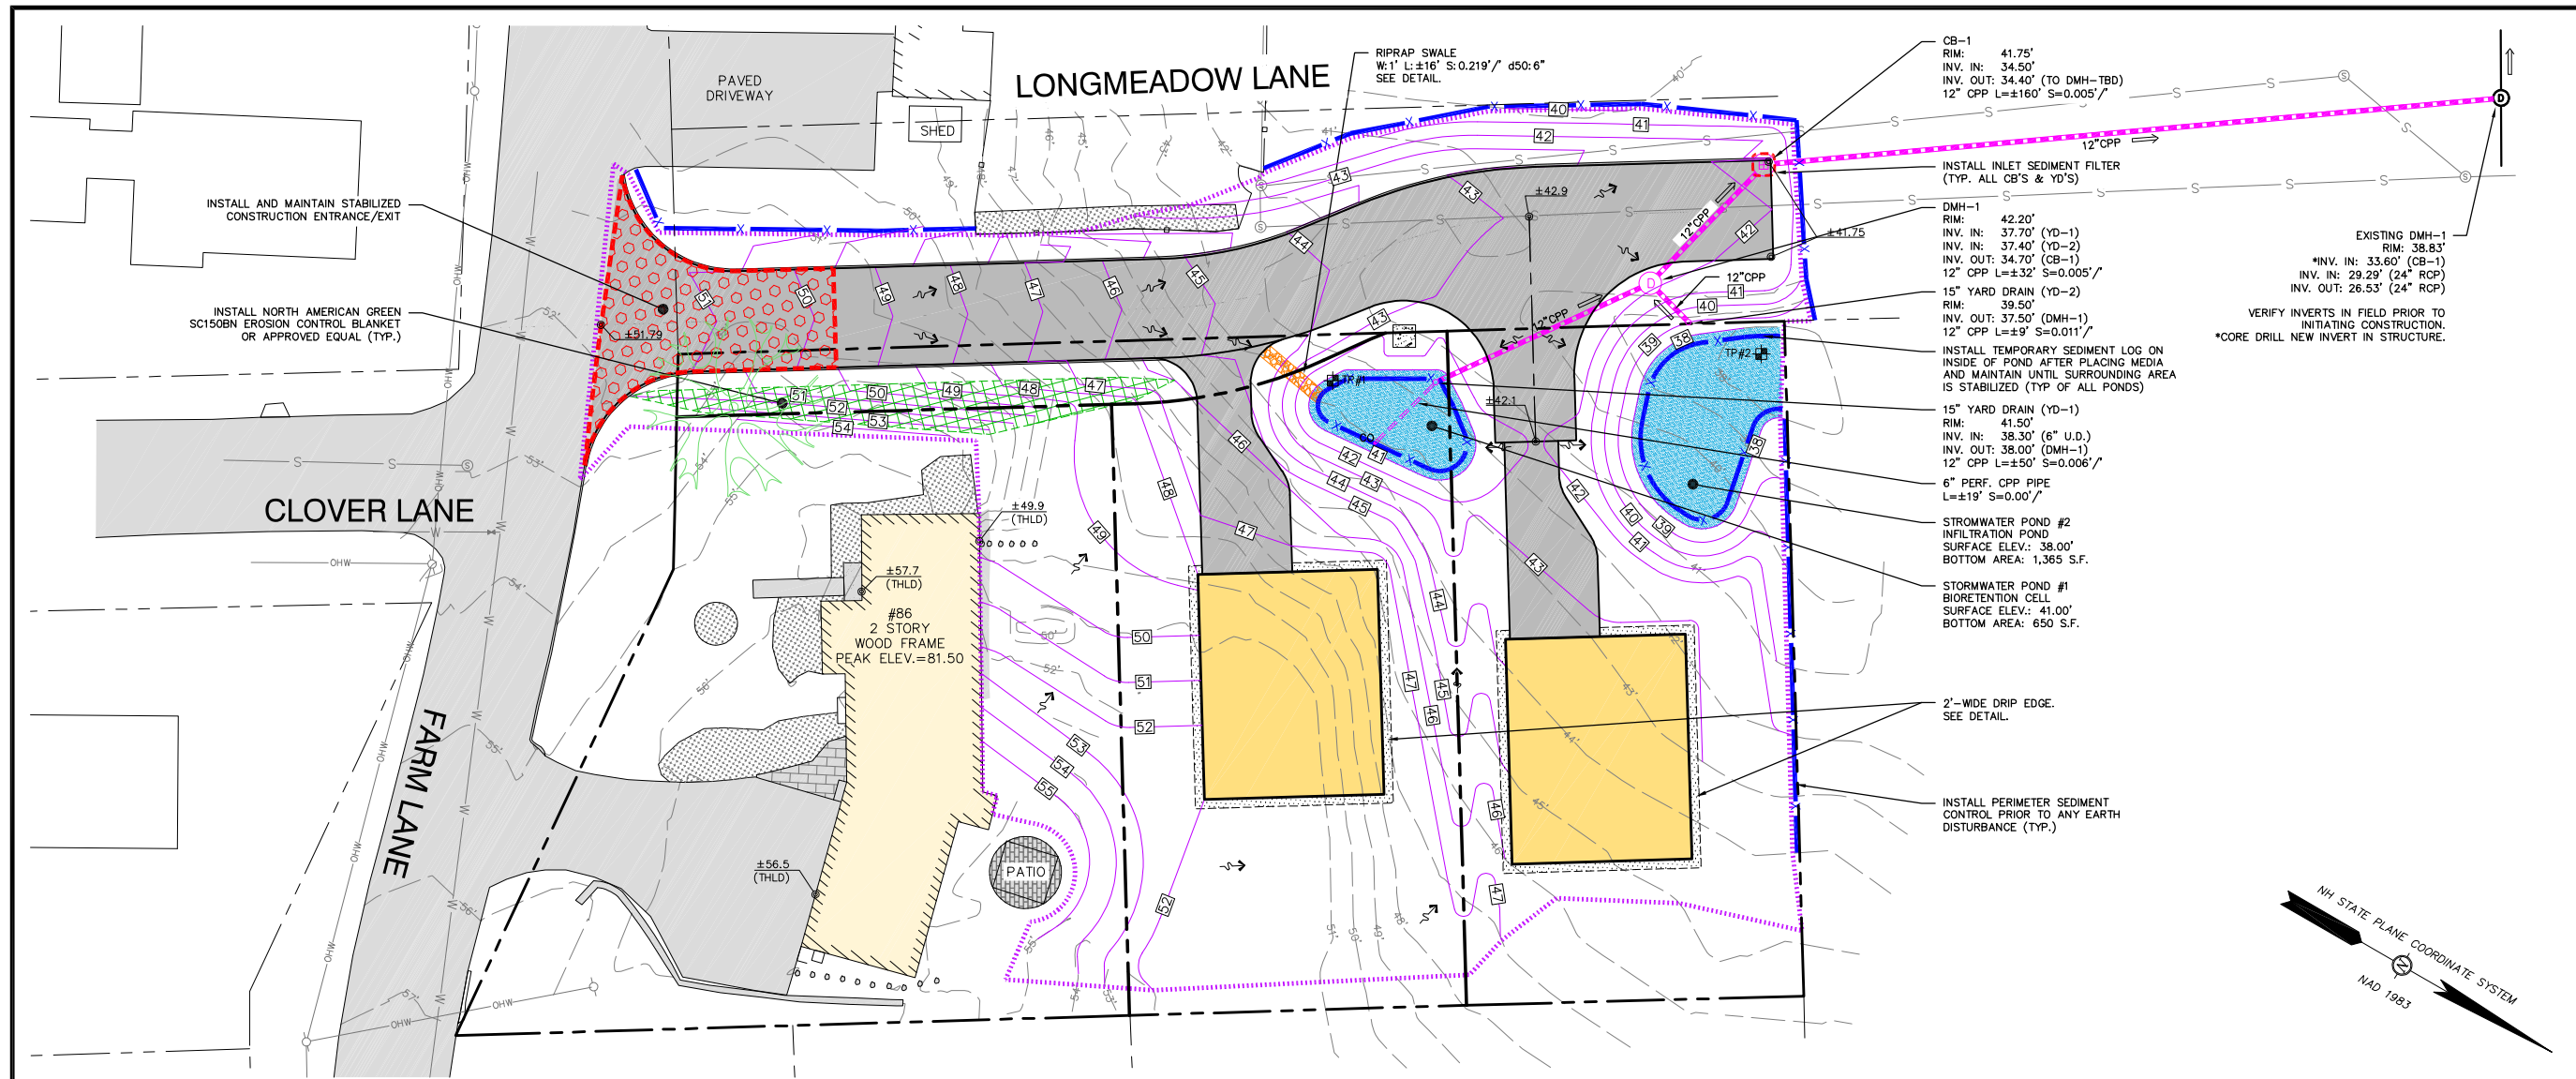 LONGMEADOW LANE
PAVED
DRIVEWAY
SHED
RIPRAP SWALE
W:1' L:±16' S:0.219'/' d50:6"
SEE DETAIL.
CB-1
RIM: 41.75'
INV. IN: 34.50'
INV. OUT: 34.40' (TO DMH-TBD)
12" CPP L=±160' S=0.005'/'
INSTALL INLET SEDIMENT FILTER
(TYP. ALL CB'S & YD'S)
DMH-1
RIM: 42.20'
INV. IN: 37.70' (YD-1)
INV. IN: 37.40' (YD-2)
INV. OUT: 34.70' (CB-1)
12" CPP L=±32' S=0.005'/'
15" YARD DRAIN (YD-2)
RIM: 39.50'
INV. OUT: 37.50' (DMH-1)
12" CPP L=±9' S=0.011'/'
INSTALL TEMPORARY SEDIMENT LOG ON
INSIDE OF POND AFTER PLACING MEDIA
AND MAINTAIN UNTIL SURROUNDING AREA
IS STABILIZED (TYP OF ALL PONDS)
15" YARD DRAIN (YD-1)
RIM: 41.50'
INV. IN: 38.30' (6" U.D.)
INV. OUT: 38.00' (DMH-1)
12" CPP L=±50' S=0.006'/'
6" PERF. CPP PIPE
L=±19' S=0.00'/'
STROMWATER POND #2
INFILTRATION POND
SURFACE ELEV.: 38.00'
BOTTOM AREA: 1,365 S.F.
STORMWATER POND #1
BIORETENTION CELL
SURFACE ELEV.: 41.00'
BOTTOM AREA: 650 S.F.
2'-WIDE DRIP EDGE.
SEE DETAIL.
INSTALL PERIMETER SEDIMENT
CONTROL PRIOR TO ANY EARTH
DISTURBANCE (TYP.)
EXISTING DMH-1
RIM: 38.83'
*INV. IN: 33.60' (CB-1)
INV. IN: 29.29' (24" RCP)
INV. OUT: 26.53' (24" RCP)
VERIFY INVERTS IN FIELD PRIOR TO
INITIATING CONSTRUCTION.
*CORE DRILL NEW INVERT IN STRUCTURE.
INSTALL AND MAINTAIN STABILIZED
CONSTRUCTION ENTRANCE/EXIT
INSTALL NORTH AMERICAN GREEN
SC150BN EROSION CONTROL BLANKET
OR APPROVED EQUAL (TYP.)
12"CPP
12"CPP
12"CPP
12"CPP
D
D
±42.9
±41.75
±42.1
±51.79
TP#2
CO
CLOVER LANE
FARM LANE
±49.9
(THLD)
±57.7
(THLD)
#86
2 STORY
WOOD FRAME
PEAK ELEV.=81.50
±56.5
(THLD)
PATIO
NH STATE PLANE COORDINATE SYSTEM
NAD 1983